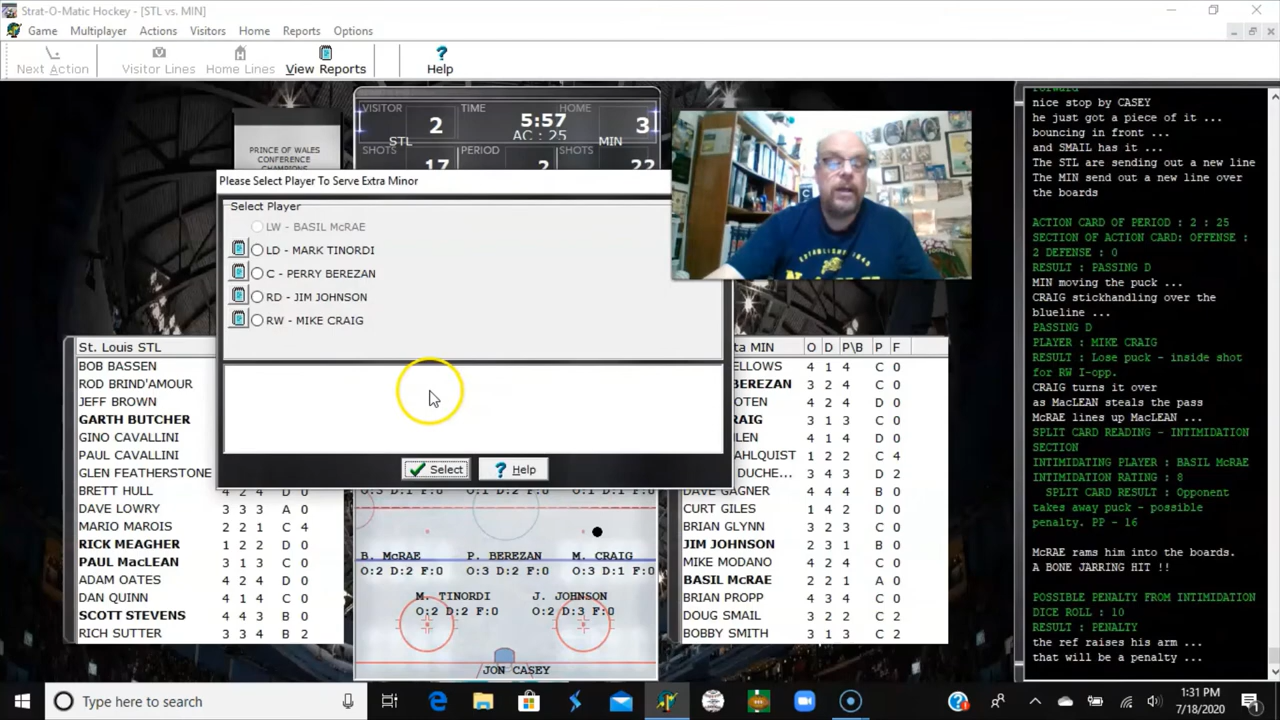 Strat-O-Matic Hockey - [STL vs. MIN]
Game Multiplayer Actions Visitors Home Reports Options
Next Action Visitor Lines Home Lines View Reports Help
PRINCE OF WALES
CONFERENCE
VISITOR 2 TIME 5:57 HOME 3
AC : 25
STL MIN
SHOTS 17 PERIOD 2 SHOTS 22
Please Select Player To Serve Extra Minor
Select Player
LW - BASIL McRAE
LD - MARK TINORDI
C - PERRY BEREZAN
RD - JIM JOHNSON
RW - MIKE CRAIG
Select Help
St. Louis STL
BOB BASSEN
ROD BRIND'AMOUR
JEFF BROWN
GARTH BUTCHER
GINO CAVALLINI
PAUL CAVALLINI
GLEN FEATHERSTONE
BRETT HULL 4 2 4 D 0
DAVE LOWRY 3 3 3 A 0
MARIO MAROIS 2 2 1 C 4
RICK MEAGHER 1 2 2 D 0
PAUL MacLEAN 3 1 3 C 0
ADAM OATES 4 2 4 D 0
DAN QUINN 4 1 4 C 0
SCOTT STEVENS 4 2 4 B 0
RICH SUTTER 3 3 4 B 2
O:3 D:1 F:0 O:2 D:2 F:0 O:1 D:1 F:0
B. McRAE P. BEREZAN M. CRAIG
O:2 D:2 F:0 O:3 D:2 F:0 O:3 D:1 F:0
M. TINORDI J. JOHNSON
O:2 D:2 F:0 O:2 D:3 F:0
JON CASEY
ta MIN O D P\B P F
ELLOWS 4 1 4 C 0
BEREZAN 3 2 4 C 0
OTEN 4 2 4 D 0
RAIG 3 1 3 C 0
LEN 4 1 4 D 0
AHLQUIST 1 2 2 C 4
DUCHE... 3 4 3 D 2
DAVE GAGNER 4 4 4 B 0
CURT GILES 1 4 2 D 0
BRIAN GLYNN 3 2 3 C 0
JIM JOHNSON 2 3 1 B 0
MIKE MODANO 4 2 4 C 0
BASIL McRAE 2 2 1 A 0
BRIAN PROPP 4 3 4 C 0
DOUG SMAIL 3 2 2 C 2
BOBBY SMITH 3 1 3 C 2
forward
nice stop by CASEY
he just got a piece of it ...
bouncing in front ...
and SMAIL has it ...
The STL are sending out a new line
The MIN send out a new line over
the boards
ACTION CARD OF PERIOD : 2 : 25
SECTION OF ACTION CARD: OFFENSE :
2 DEFENSE : 0
RESULT : PASSING D
MIN moving the puck ...
CRAIG stickhandling over the
blueline ...
PASSING D
PLAYER : MIKE CRAIG
RESULT : Lose puck - inside shot
for RW I-opp.
CRAIG turns it over
as MacLEAN steals the pass
McRAE lines up MacLEAN ...
SPLIT CARD READING - INTIMIDATION
SECTION
INTIMIDATING PLAYER : BASIL McRAE
INTIMIDATION RATING : 8
SPLIT CARD RESULT : Opponent
takes away puck - possible
penalty. PP - 16
McRAE rams him into the boards.
A BONE JARRING HIT !!
POSSIBLE PENALTY FROM INTIMIDATION
DICE ROLL : 10
RESULT : PENALTY
the ref raises his arm ...
that will be a penalty ...
Type here to search
1:31 PM
7/18/2020